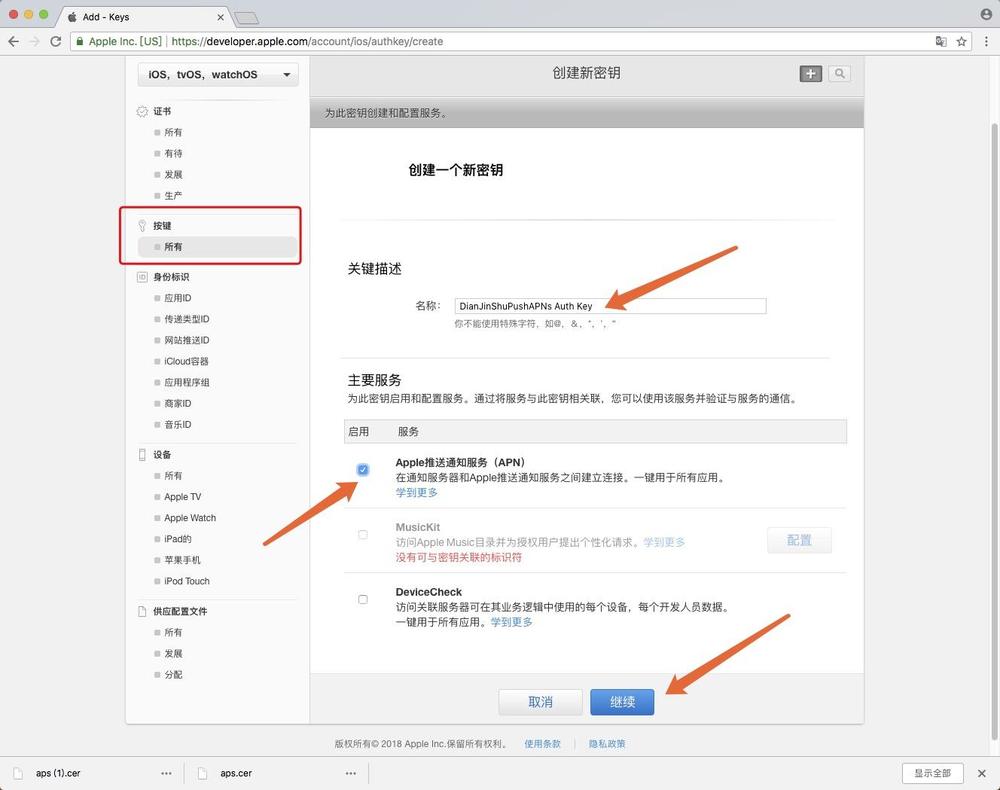 Add - Keys
Apple Inc. [US] | https://developer.apple.com/account/ios/authkey/create
iOS，tvOS，watchOS
证书
所有
有待
发展
生产
按键
所有
ID 身份标识
应用ID
传递类型ID
网站推送ID
iCloud容器
应用程序组
商家ID
音乐ID
设备
所有
Apple TV
Apple Watch
iPad的
苹果手机
iPod Touch
供应配置文件
所有
发展
分配
创建新密钥
为此密钥创建和配置服务。
创建一个新密钥
关键描述
名称： DianJinShuPushAPNs Auth Key
你不能使用特殊字符，如@，&，*，'，"
主要服务
为此密钥启用和配置服务。通过将服务与此密钥相关联，您可以使用该服务并验证与服务的通信。
启用 服务
Apple推送通知服务（APN）
在通知服务器和Apple推送通知服务之间建立连接。一键用于所有应用。
学到更多
MusicKit
访问Apple Music目录并为授权用户提出个性化请求。学到更多
没有可与密钥关联的标识符
配置
DeviceCheck
访问关联服务器可在其业务逻辑中使用的每个设备，每个开发人员数据。
一键用于所有应用。学到更多
取消 继续
版权所有© 2018 Apple Inc.保留所有权利。 使用条款 | 隐私政策
aps (1).cer
aps.cer
显示全部